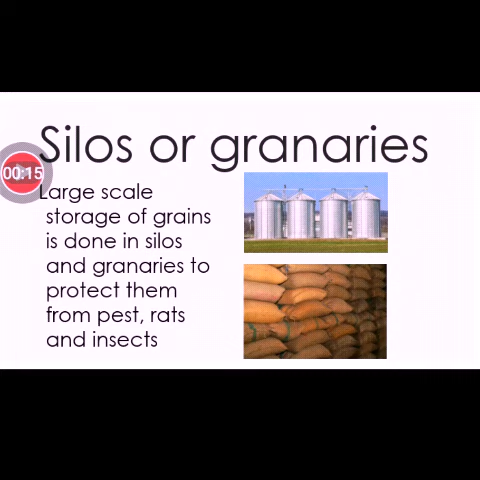 Silos or granaries
00:15
Large scale
storage of grains
is done in silos
and granaries to
protect them
from pest, rats
and insects